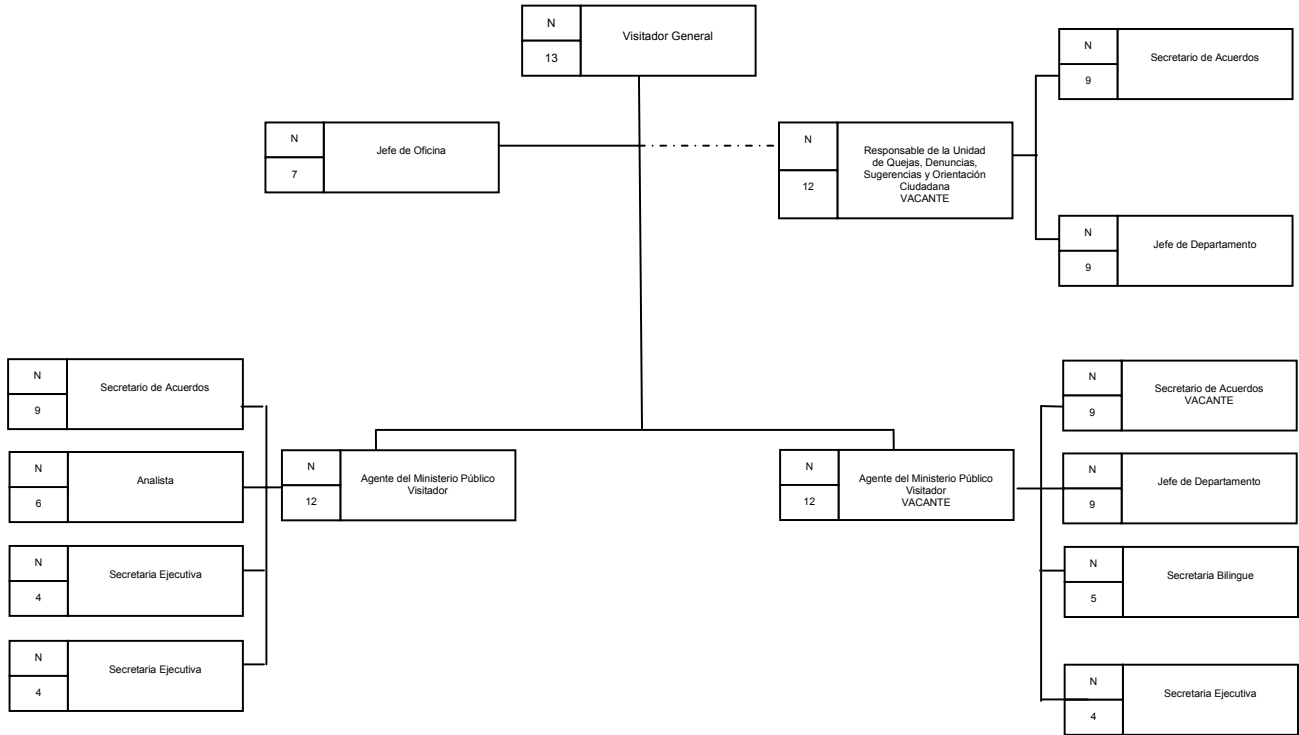 N
13
Visitador General
N
9
Secretario de Acuerdos
N
7
Jefe de Oficina
N
12
Responsable de la Unidad
de Quejas, Denuncias,
Sugerencias y Orientación
Ciudadana
VACANTE
N
9
Jefe de Departamento
N
9
Secretario de Acuerdos
N
6
Analista
N
4
Secretaria Ejecutiva
N
4
Secretaria Ejecutiva
N
12
Agente del Ministerio Público
Visitador
N
12
Agente del Ministerio Público
Visitador
VACANTE
N
9
Secretario de Acuerdos
VACANTE
N
9
Jefe de Departamento
N
5
Secretaria Bilingue
N
4
Secretaria Ejecutiva